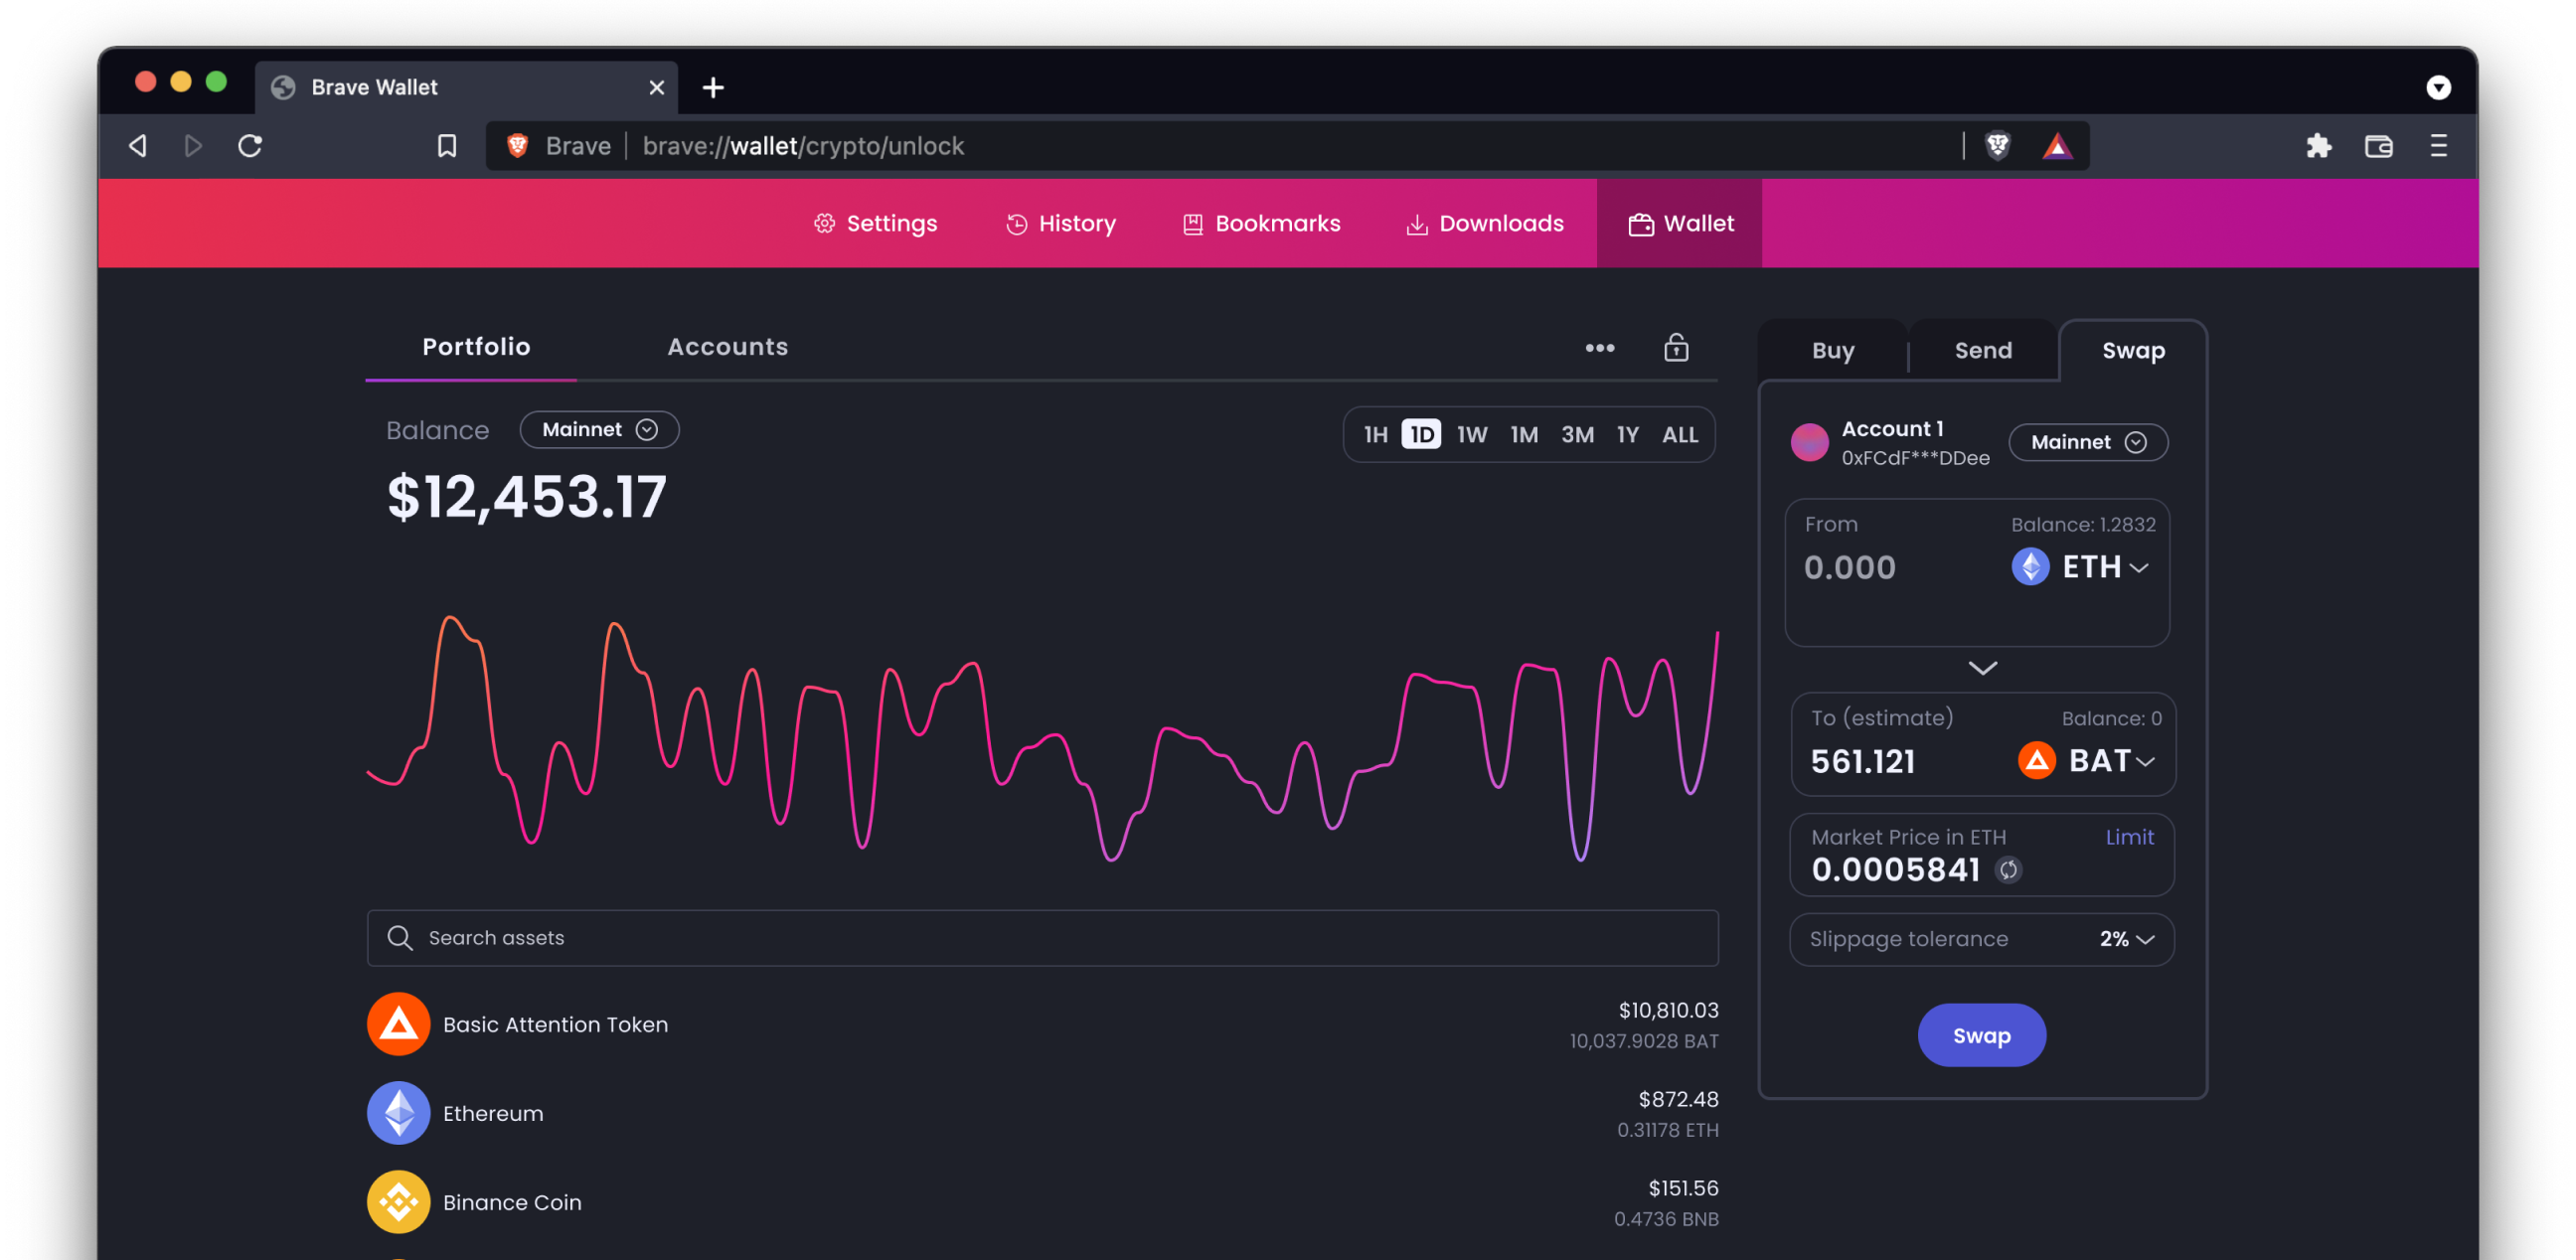 Brave Wallet
Brave brave://wallet/crypto/unlock
Settings History Bookmarks Downloads Wallet
Portfolio Accounts
Balance Mainnet
$12,453.17
1H 1D 1W 1M 3M 1Y ALL
Search assets
Basic Attention Token
$10,810.03
10,037.9028 BAT
Ethereum
$872.48
0.31178 ETH
Binance Coin
$151.56
0.4736 BNB
Buy Send Swap
Account 1
0xFCdF***DDee
Mainnet
From Balance: 1.2832
0.000 ETH
To (estimate) Balance: 0
561.121 BAT
Market Price in ETH Limit
0.0005841
Slippage tolerance 2%
Swap